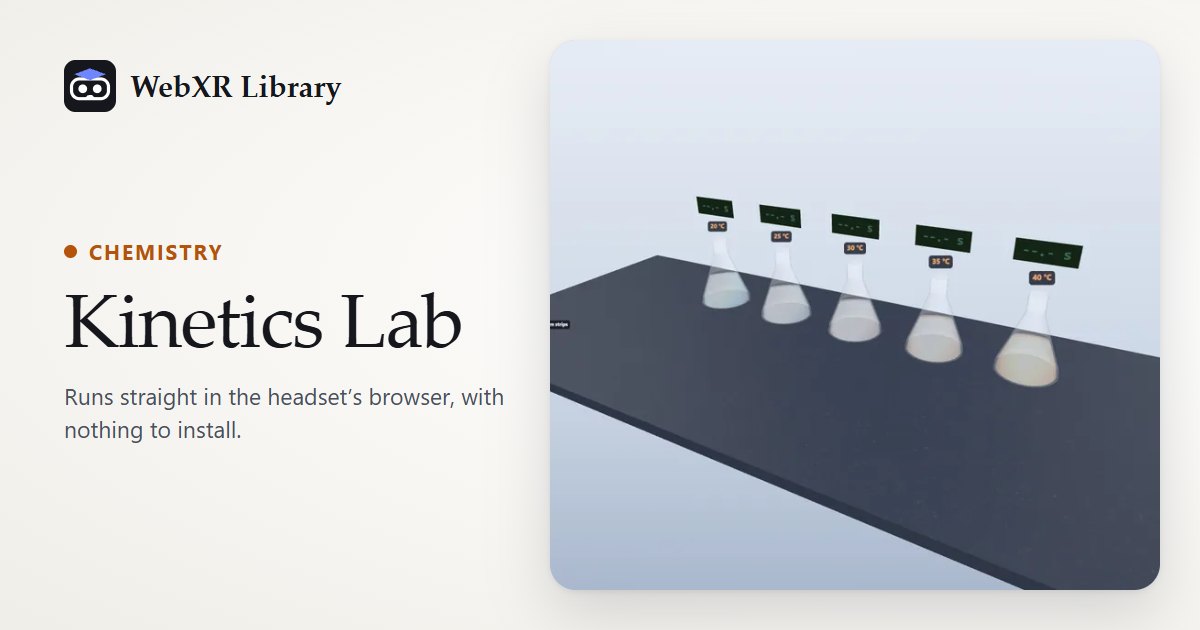 WebXR Library
CHEMISTRY
Kinetics Lab
Runs straight in the headset’s browser, with
nothing to install.
--.- s
--.- s
--.- s
--.- s
--.- s
20 °C
25 °C
30 °C
35 °C
40 °C
strips